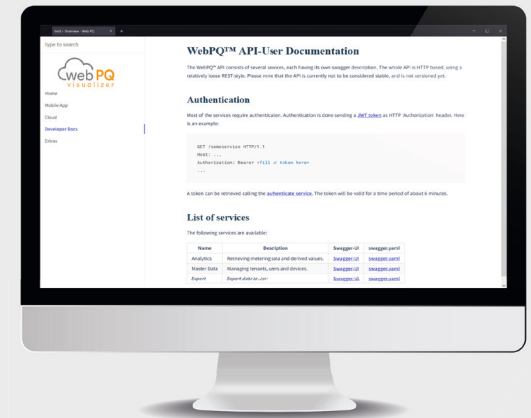 Type to search
WebPQ™ API-User Documentation
The WebPQ™ API consists of several sevices, each having its own swagger description. The whole API is HTTP based, using a
relatively loose REST-style. Please mine that the API is currently not to be considered stable, and is not versioned yet.
web PQ
visualizer
Home
Mobile App
Cloud
Developer Docs
Extras
Authentication
Most of the services require authentication. Authentication is done sending a JWT token as HTTP 'Authorization' header. Here
is an example:
GET /someservice HTTP/1.1
Host: ...
Authorization: Bearer <fill in token here>
...
A token can be retrieved calling the authenticate service. The token will be valid for a time period of about 6 minutes.
List of services
The following services are available:
Name Description Swagger-UI swagger.yaml
Analytics Retrieving metering data and derived values. Swagger-UI swagger.yaml
Master Data Managing tenants, users and devices. Swagger-UI swagger.yaml
Export Export data to .csv Swagger-UI swagger.yaml